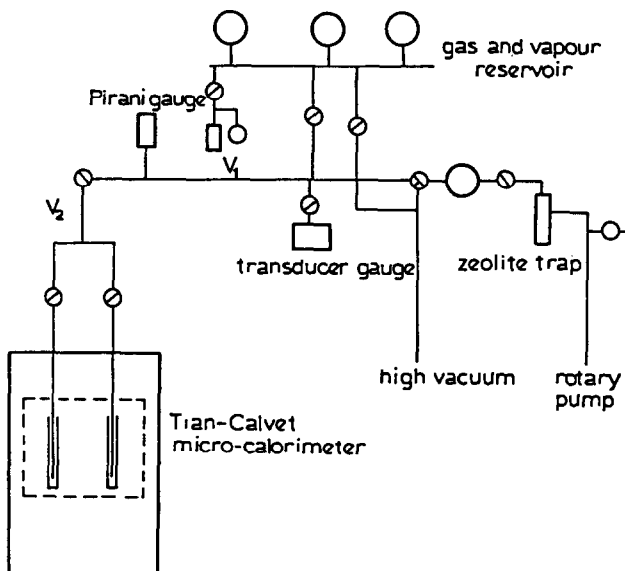 gas and vapour
reservoir
Pirani gauge
V1
V2
transducer gauge
zeolite trap
high vacuum
rotary
pump
Tian-Calvet
micro-calorimeter